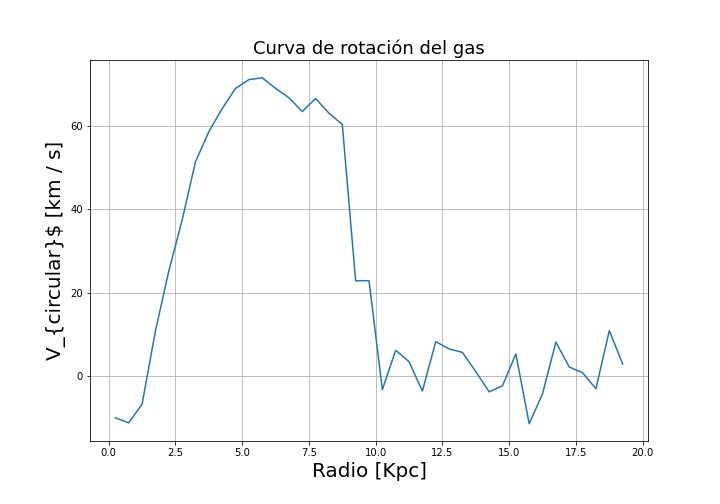 Curva de rotación del gas
V_{circular}$ [km / s]
60
40
20
0
0.0 2.5 5.0 7.5 10.0 12.5 15.0 17.5 20.0
Radio [Kpc]